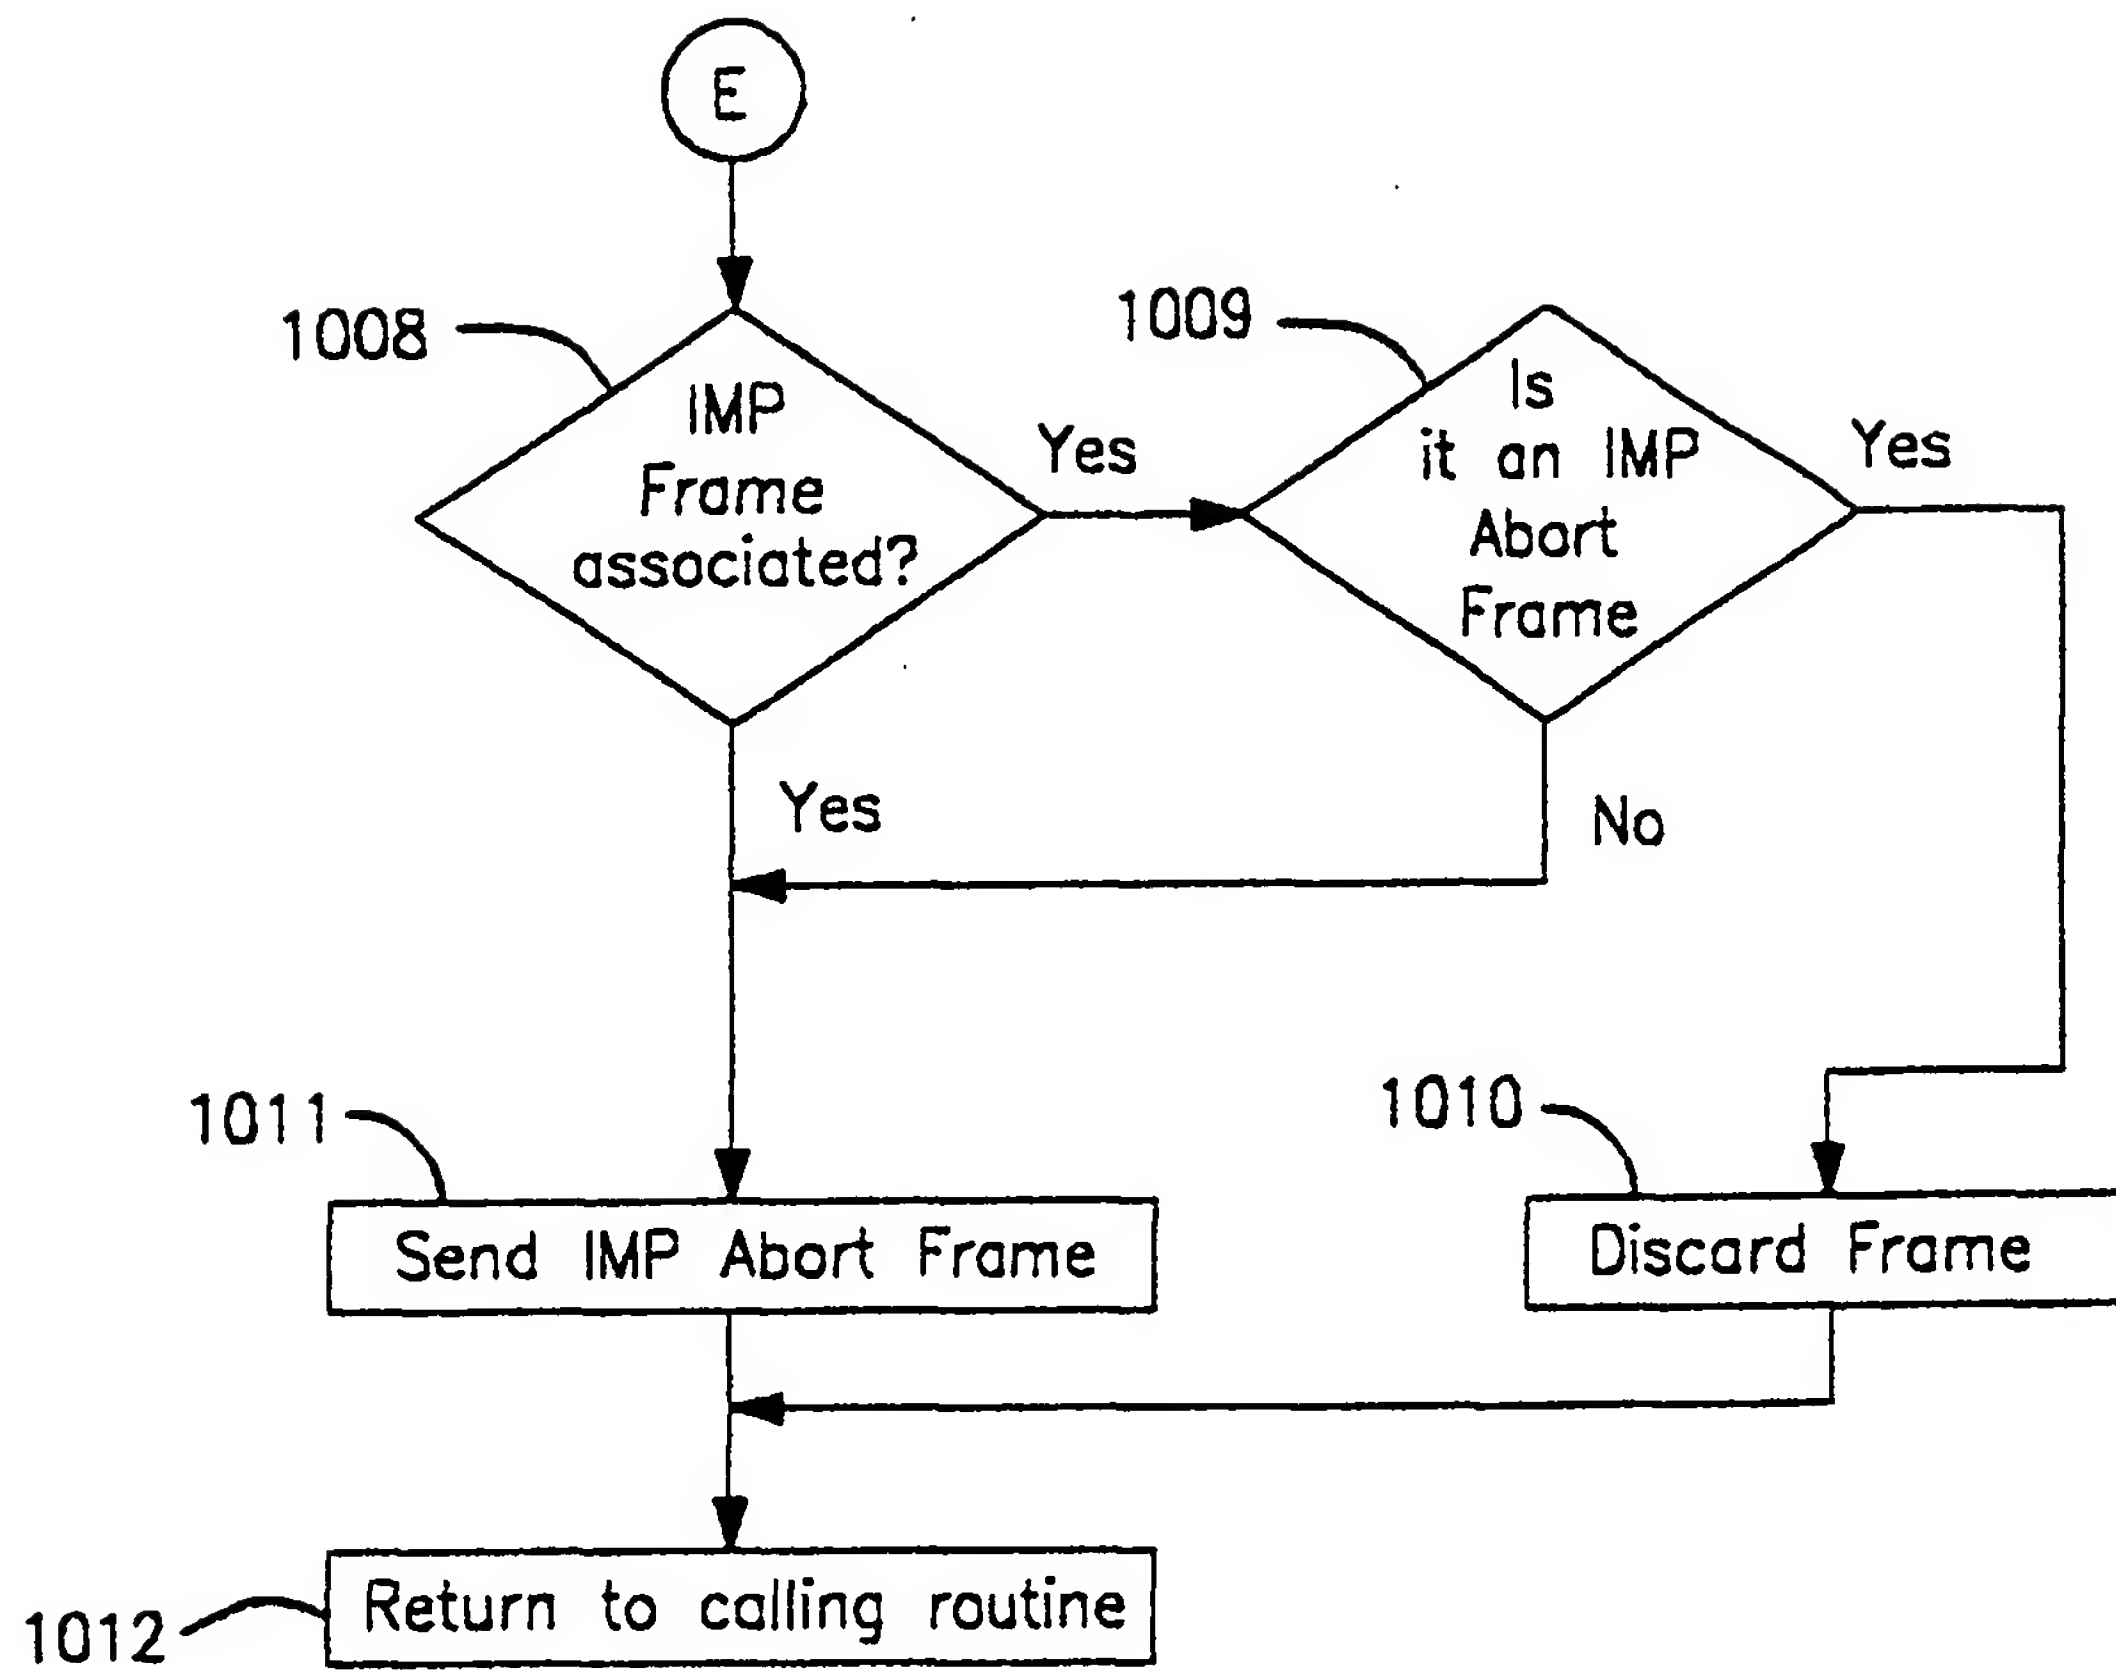 E
1008
IMP
Frame
associated?
Yes
1009
Is
it an IMP
Abort
Frame
Yes
Yes
No
1011
Send IMP Abort Frame
1010
Discard Frame
1012
Return to calling routine